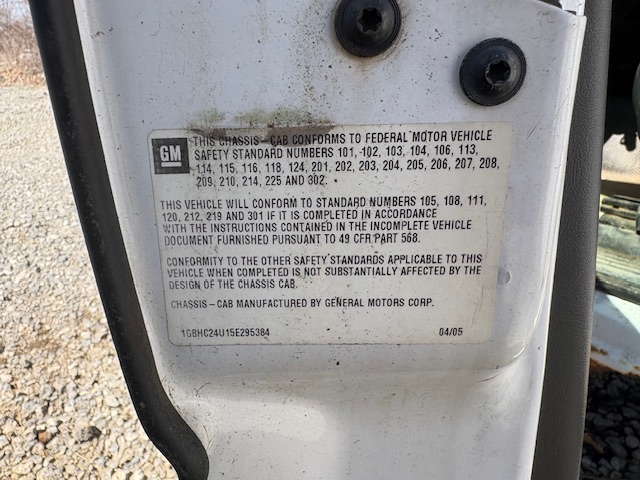 GM
THIS CHASSIS-CAB CONFORMS TO FEDERAL MOTOR VEHICLE
SAFETY STANDARD NUMBERS 101, 102, 103, 104, 106, 113,
114, 115, 116, 118, 124, 201, 202, 203, 204, 205, 206, 207, 208,
209, 210, 214, 225 AND 302.
THIS VEHICLE WILL CONFORM TO STANDARD NUMBERS 105, 108, 111,
120, 212, 219 AND 301 IF IT IS COMPLETED IN ACCORDANCE
WITH THE INSTRUCTIONS CONTAINED IN THE INCOMPLETE VEHICLE
DOCUMENT FURNISHED PURSUANT TO 49 CFR PART 568.
CONFORMITY TO THE OTHER SAFETY STANDARDS APPLICABLE TO THIS
VEHICLE WHEN COMPLETED IS NOT SUBSTANTIALLY AFFECTED BY THE
DESIGN OF THE CHASSIS CAB.
CHASSIS-CAB MANUFACTURED BY GENERAL MOTORS CORP.
1GBHC24U15E295384 04/05